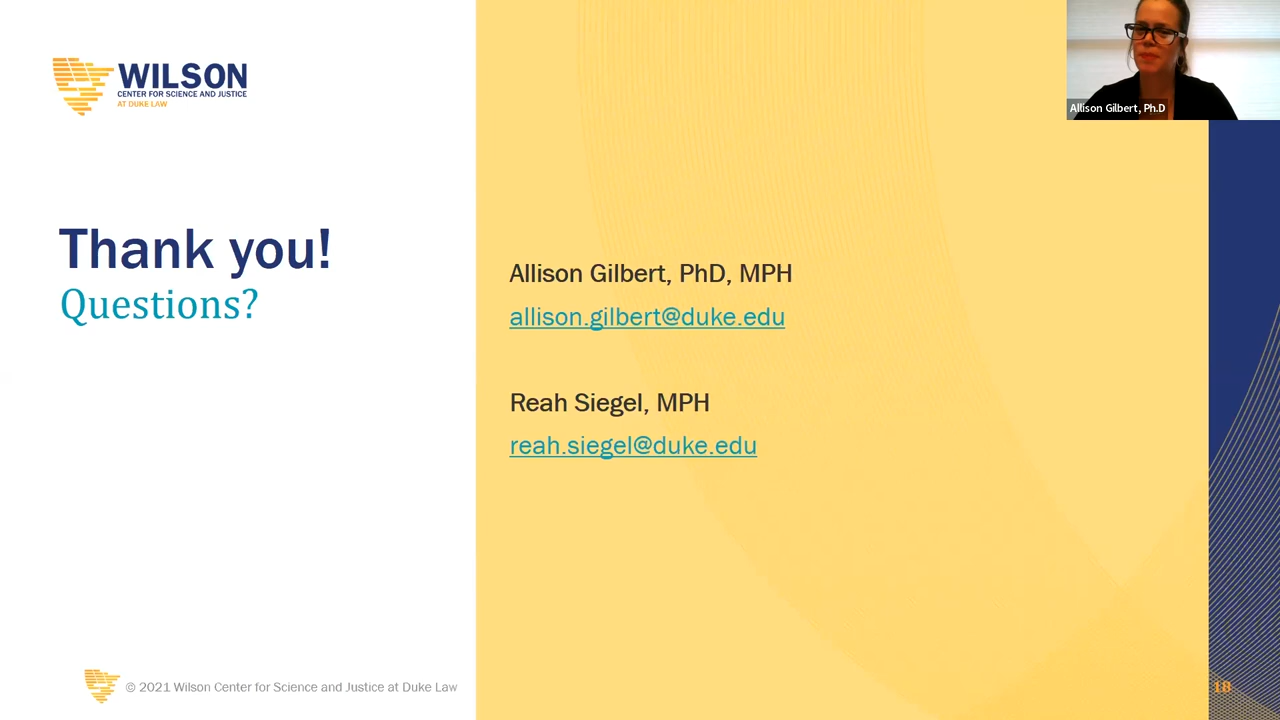 WILSON
CENTER FOR SCIENCE AND JUSTICE
AT DUKE LAW
Allison Gilbert, Ph.D
Thank you!
Questions?
Allison Gilbert, PhD, MPH
allison.gilbert@duke.edu
Reah Siegel, MPH
reah.siegel@duke.edu
© 2021 Wilson Center for Science and Justice at Duke Law
18